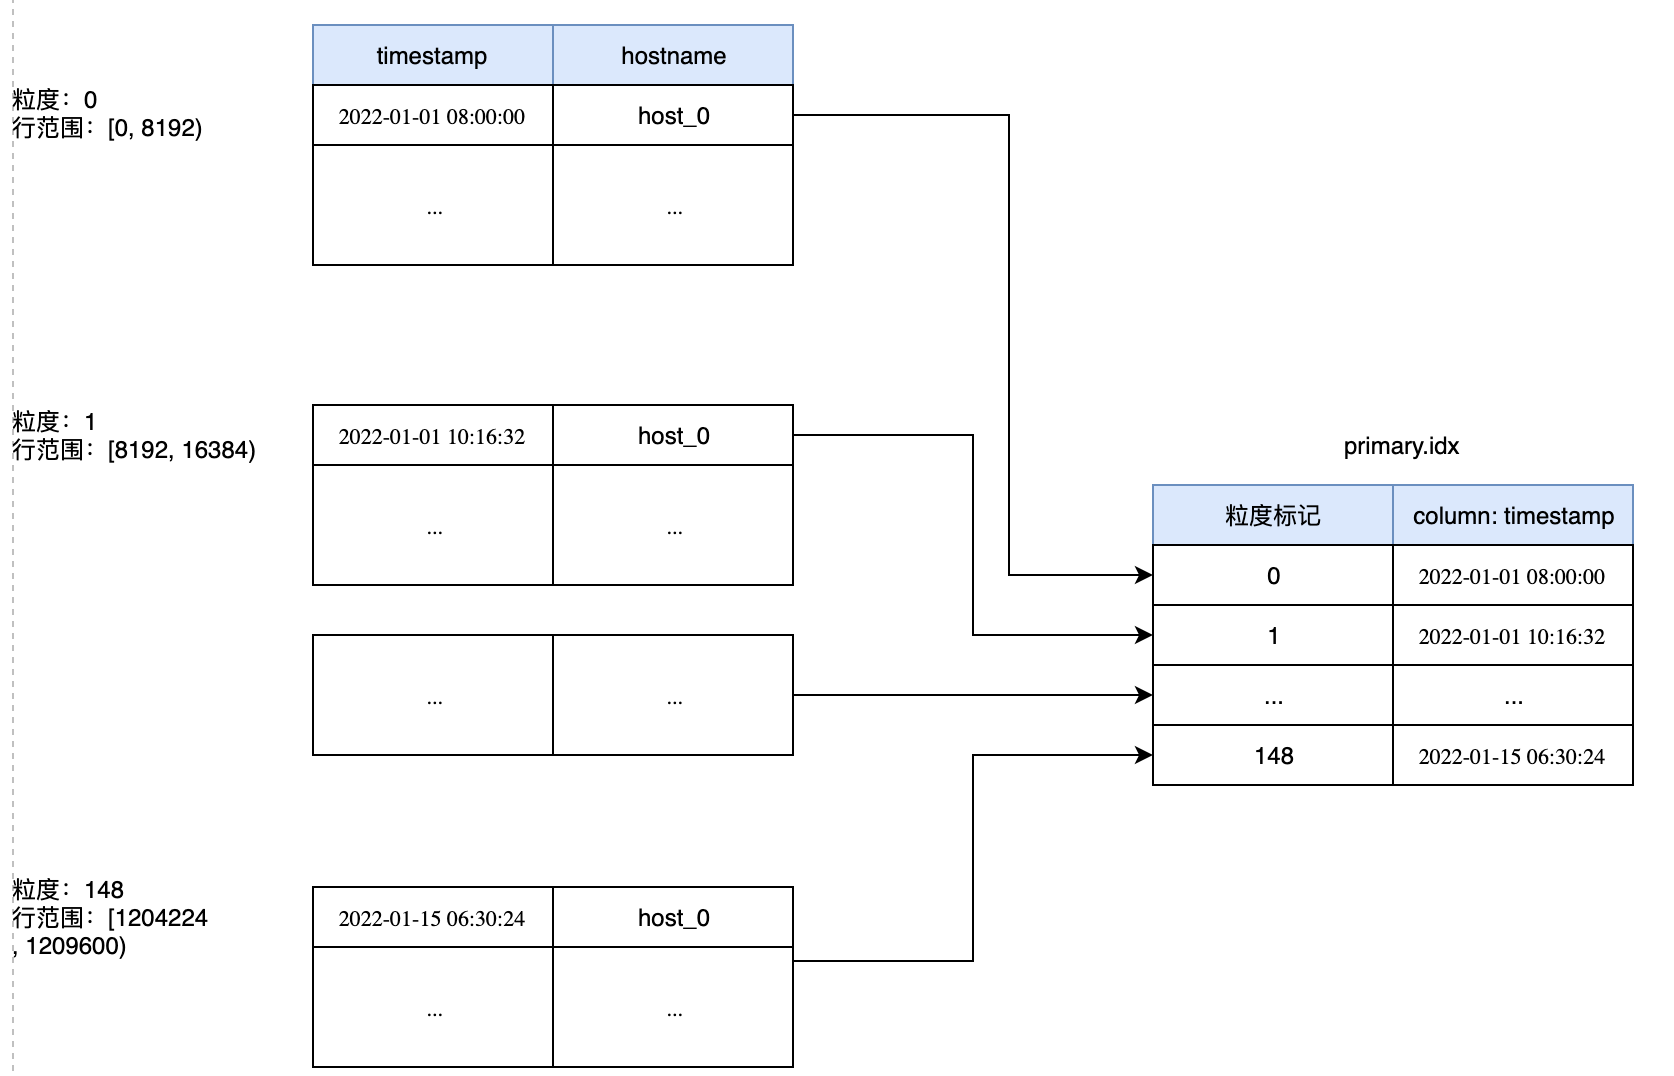 timestamp hostname
粒度：0
行范围：[0, 8192)
2022-01-01 08:00:00 host_0
... ...
粒度：1
行范围：[8192, 16384)
2022-01-01 10:16:32 host_0
... ...
... ...
粒度：148
行范围：[1204224
, 1209600)
2022-01-15 06:30:24 host_0
... ...
primary.idx
粒度标记 column: timestamp
0 2022-01-01 08:00:00
1 2022-01-01 10:16:32
... ...
148 2022-01-15 06:30:24